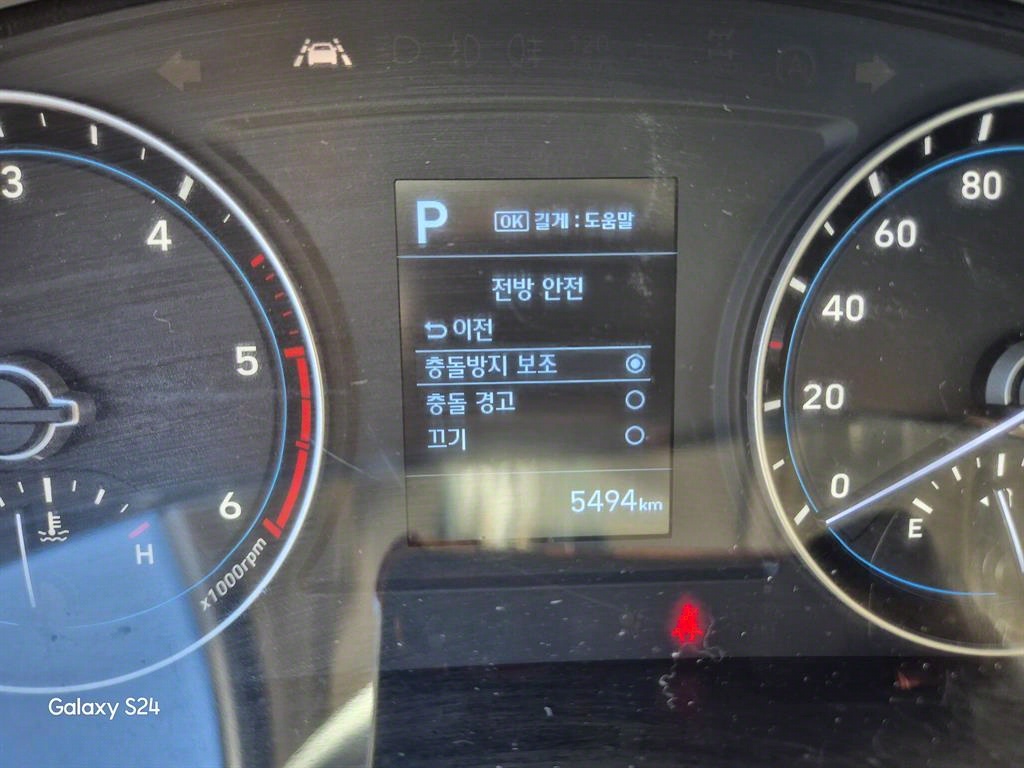 P
OK 길게 : 도움말
전방 안전
이전
충돌방지 보조
충돌 경고
끄기
5494km
3
4
5
6
x1000rpm
H
80
60
40
20
0
E
Galaxy S24